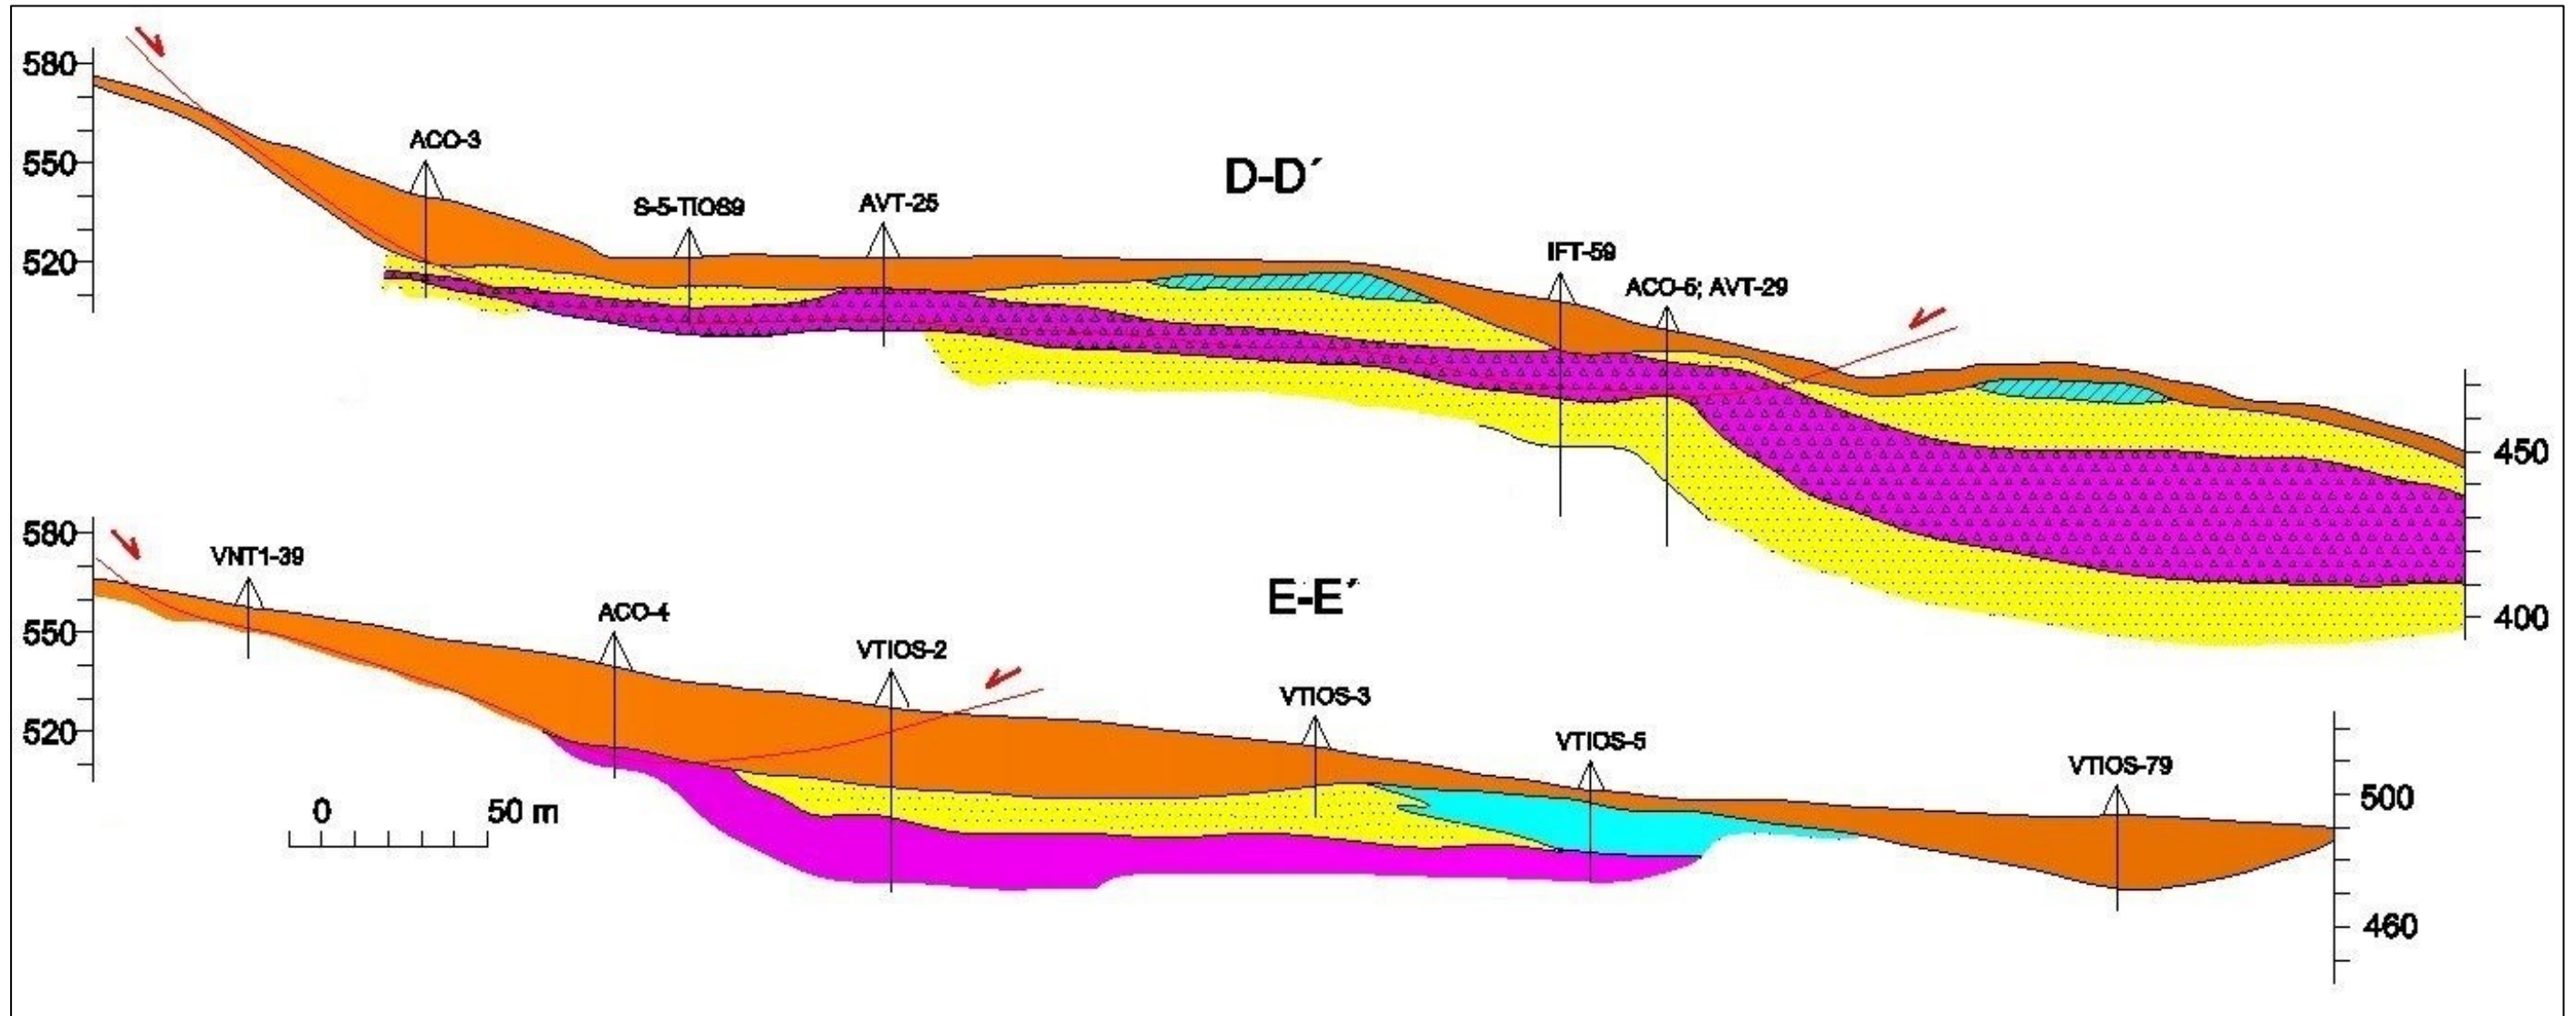 580
550
520
ACO-3
S-5-TIOS9
AVT-25
D-D´
IFT-59
ACO-5; AVT-29
450
400
580
550
520
VNT1-39
ACO-4
VTIOS-2
E-E´
VTIOS-3
VTIOS-5
VTIOS-79
500
460
0 50 m